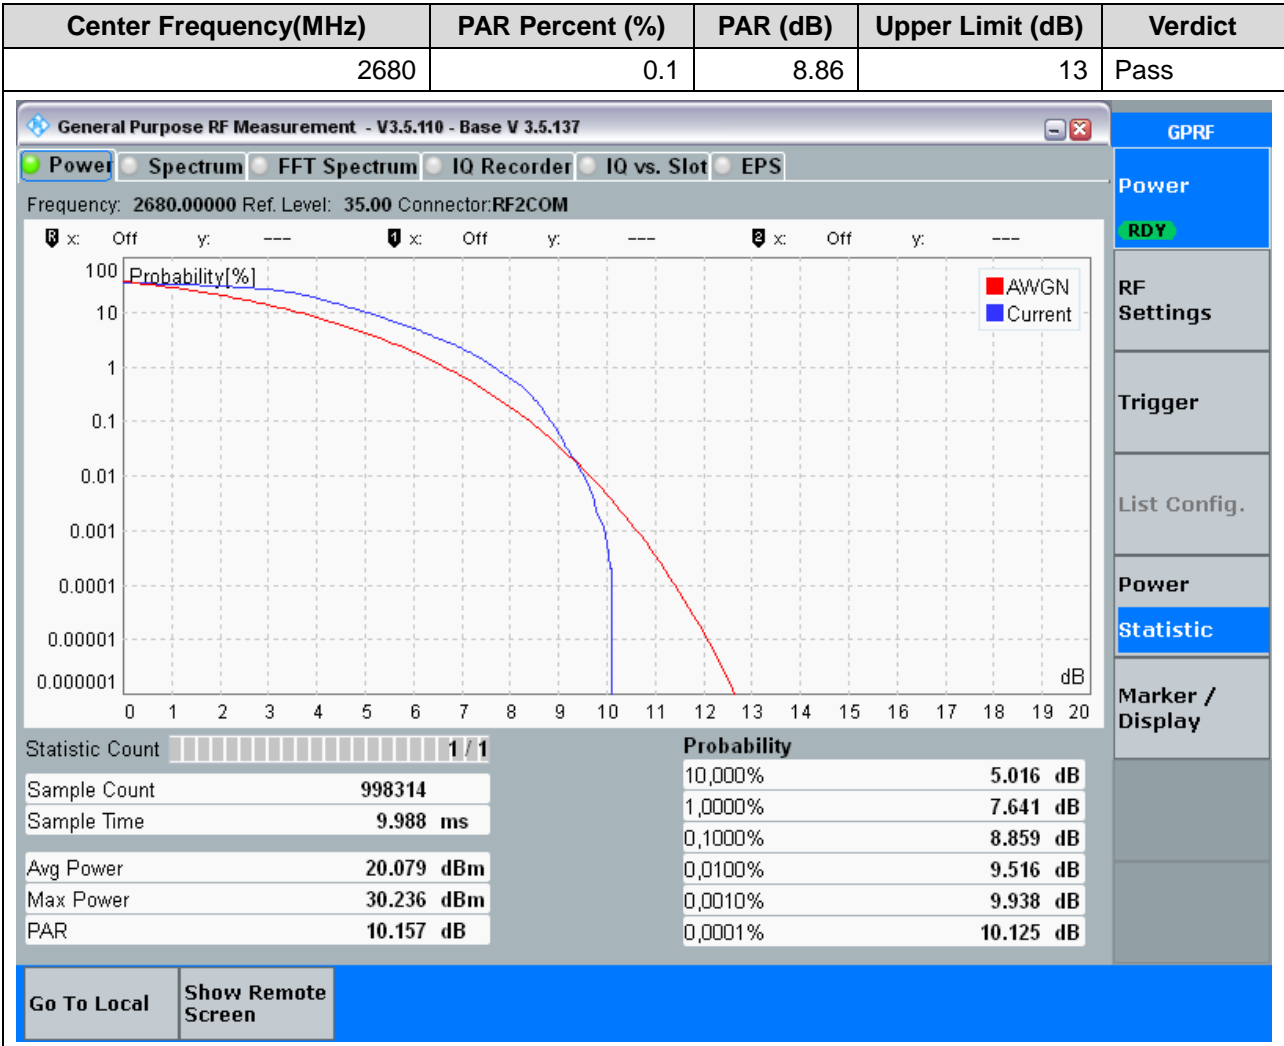 Center Frequency(MHz) PAR Percent (%) PAR (dB) Upper Limit (dB) Verdict
2680 0.1 8.86 13 Pass
General Purpose RF Measurement - V3.5.110 - Base V 3.5.137
GPRF
Power Spectrum FFT Spectrum IQ Recorder IQ vs. Slot EPS
Frequency: 2680.00000 Ref. Level: 35.00 Connector:RF2COM
R x: Off y: --- 1 x: Off y: --- 2 x: Off y: ---
Probability[%]
AWGN
Current
100
10
1
0.1
0.01
0.001
0.0001
0.00001
0.000001
dB
0 1 2 3 4 5 6 7 8 9 10 11 12 13 14 15 16 17 18 19 20
Power
RDY
RF
Settings
Trigger
List Config.
Power
Statistic
Marker /
Display
Statistic Count 1 / 1
Sample Count 998314
Sample Time 9.988 ms
Avg Power 20.079 dBm
Max Power 30.236 dBm
PAR 10.157 dB
Probability
10,000% 5.016 dB
1,0000% 7.641 dB
0,1000% 8.859 dB
0,0100% 9.516 dB
0,0010% 9.938 dB
0,0001% 10.125 dB
Go To Local
Show Remote
Screen